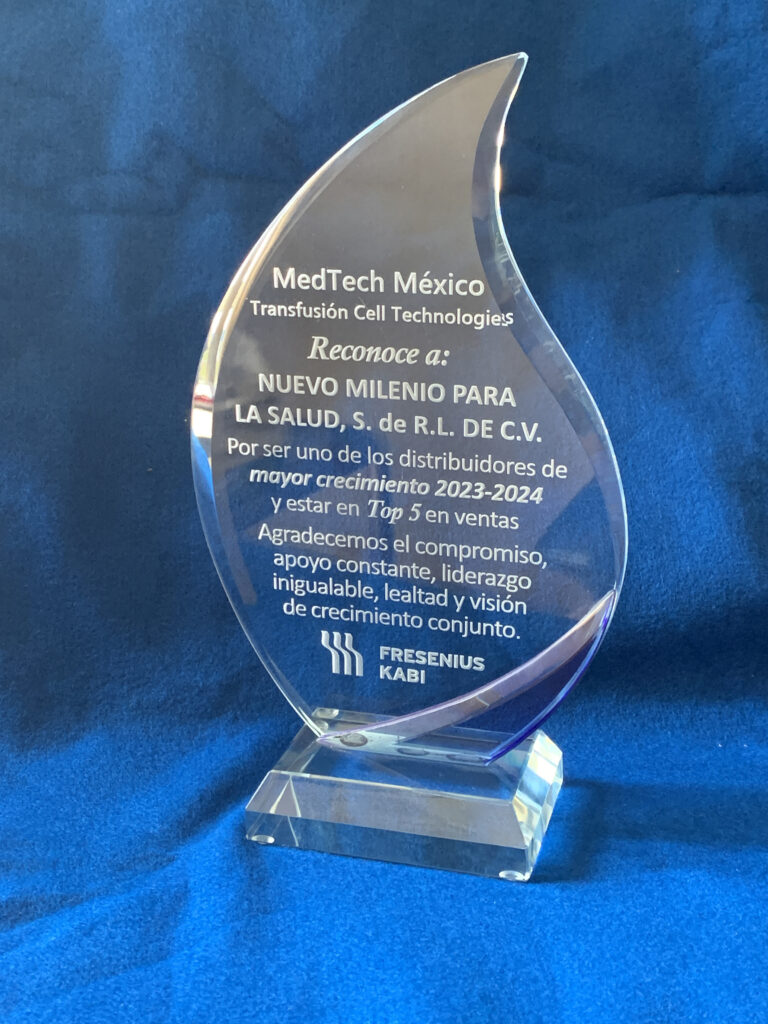 MedTech México
Transfusión Cell Technologies
Reconoce a:
NUEVO MILENIO PARA
LA SALUD, S. de R.L. DE C.V.
Por ser uno de los distribuidores de
mayor crecimiento 2023-2024
y estar en Top 5 en ventas
Agradecemos el compromiso,
apoyo constante, liderazgo
inigualable, lealtad y visión
de crecimiento conjunto.
FRESENIUS
KABI